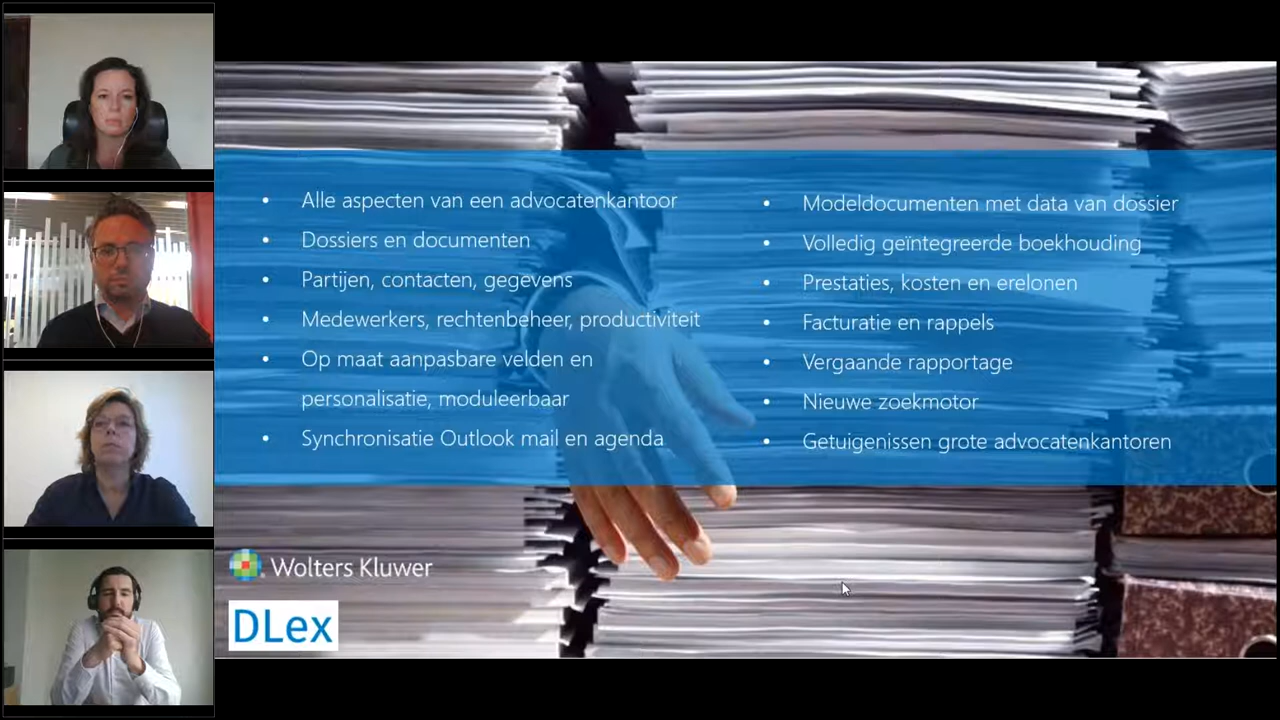 Alle aspecten van een advocatenkantoor
Dossiers en documenten
Partijen, contacten, gegevens
Medewerkers, rechtenbeheer, productiviteit
Op maat aanpasbare velden en
personalisatie, moduleerbaar
Synchronisatie Outlook mail en agenda
Modeldocumenten met data van dossier
Volledig geïntegreerde boekhouding
Prestaties, kosten en erelonen
Facturatie en rappels
Vergaande rapportage
Nieuwe zoekmotor
Getuigenissen grote advocatenkantoren
Wolters Kluwer
DLex